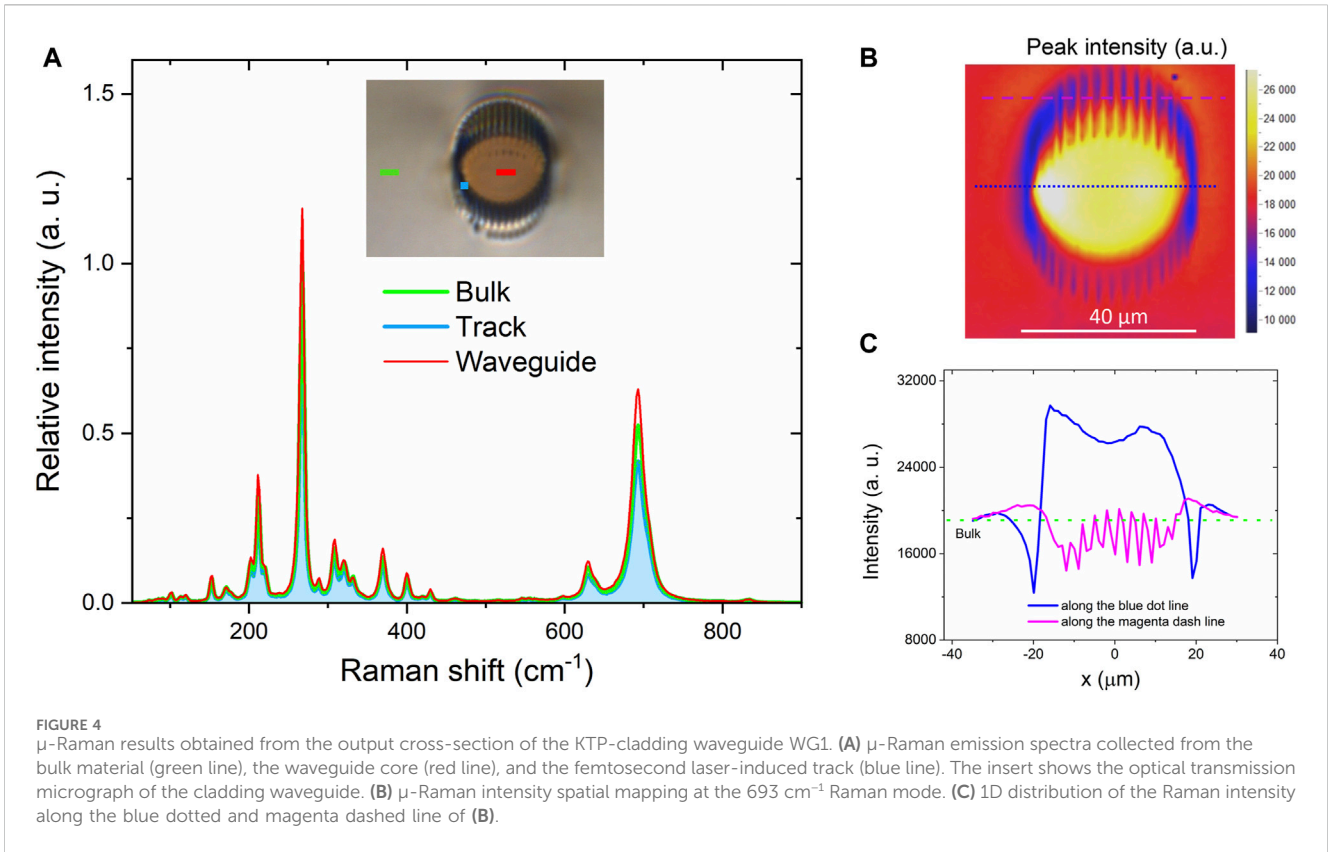 A
1.5
1.0
0.5
0.0
Relative intensity (a. u.)
Bulk
Track
Waveguide
200
400
600
800
Raman shift (cm⁻¹)
B
Peak intensity (a.u.)
26 000
24 000
22 000
20 000
18 000
16 000
14 000
12 000
10 000
40 μm
C
32000
24000
16000
8000
Intensity (a. u.)
Bulk
along the blue dot line
along the magenta dash line
-40
-20
0
20
40
x (μm)
FIGURE 4
μ-Raman results obtained from the output cross-section of the KTP-cladding waveguide WG1. (A) μ-Raman emission spectra collected from the
bulk material (green line), the waveguide core (red line), and the femtosecond laser-induced track (blue line). The insert shows the optical transmission
micrograph of the cladding waveguide. (B) μ-Raman intensity spatial mapping at the 693 cm⁻¹ Raman mode. (C) 1D distribution of the Raman intensity
along the blue dotted and magenta dashed line of (B).